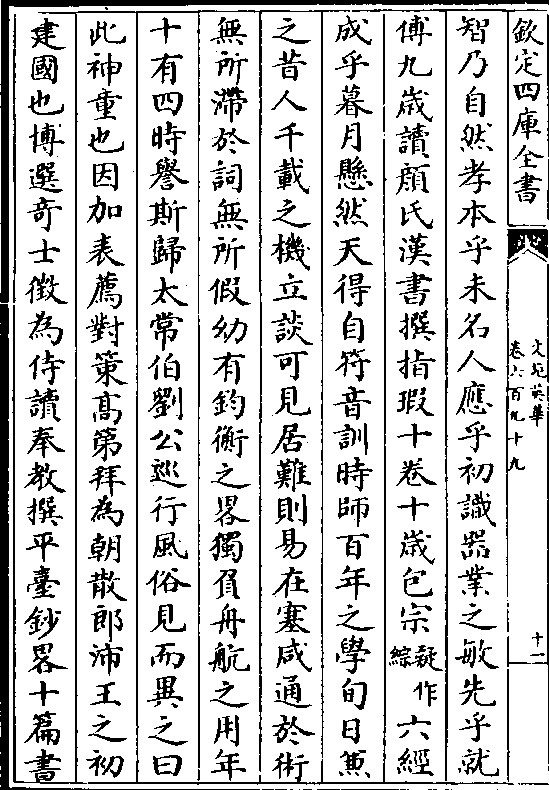 欽定四庫全書
文苑英華
卷六百九十九
十一
智乃自然孝本乎未名人應乎初識器業之敏先乎就
傅九歲讀顔氏漢書撰指瑕十卷十歲包宗疑作綜六經
成乎暮月懸然天得自符音訓時師百年之學旬日兼
之昔人千載之機立談可見居難則易在塞咸通於術
無所滯於詞無所假幼有鈞衡之畧獨負舟航之用年
十有四時譽斯歸太常伯劉公巡行風俗見而異之曰
此神童也因加表薦對策髙第拜為朝散郎沛王之初
建國也博選奇士徵為侍讀奉教撰平臺鈔畧十篇書